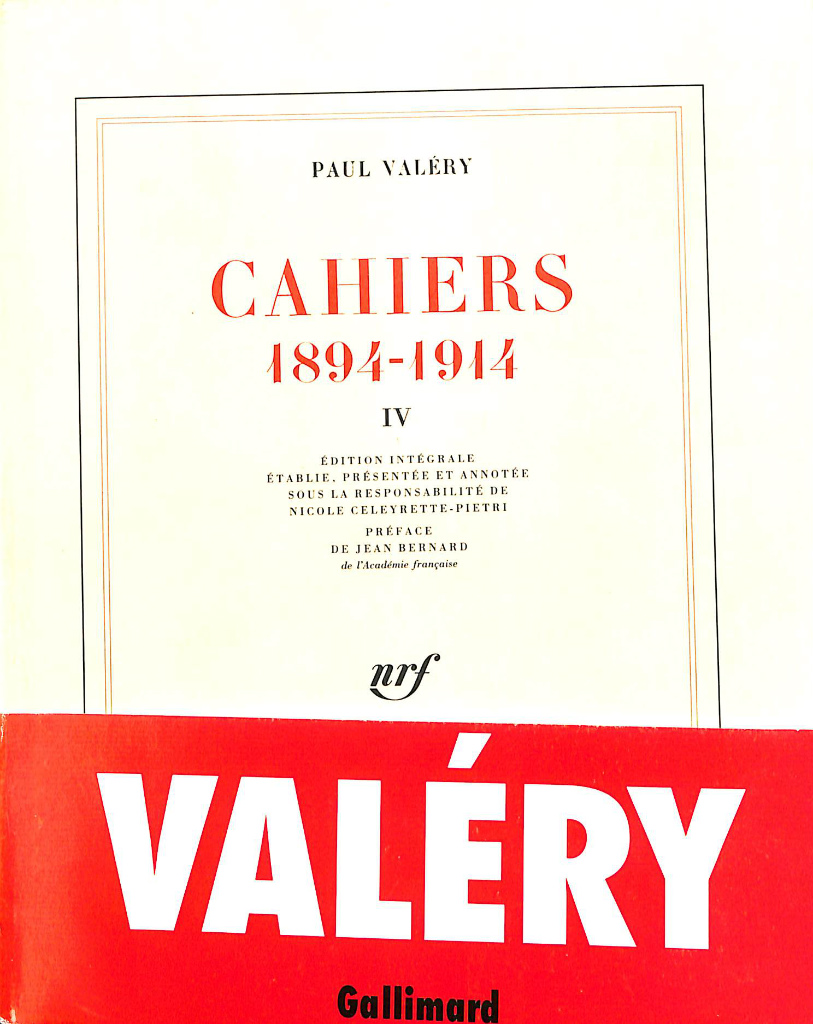 PAUL VALÉRY
CAHIERS
1894-1914
IV
ÉDITION INTÉGRALE
ÉTABLIE, PRÉSENTÉE ET ANNOTÉE
SOUS LA RESPONSABILITÉ DE
NICOLE CELEYRETTE-PIETRI
PRÉFACE
DE JEAN BERNARD
de l'Académie française
nrf
VALÉRY
Gallimard